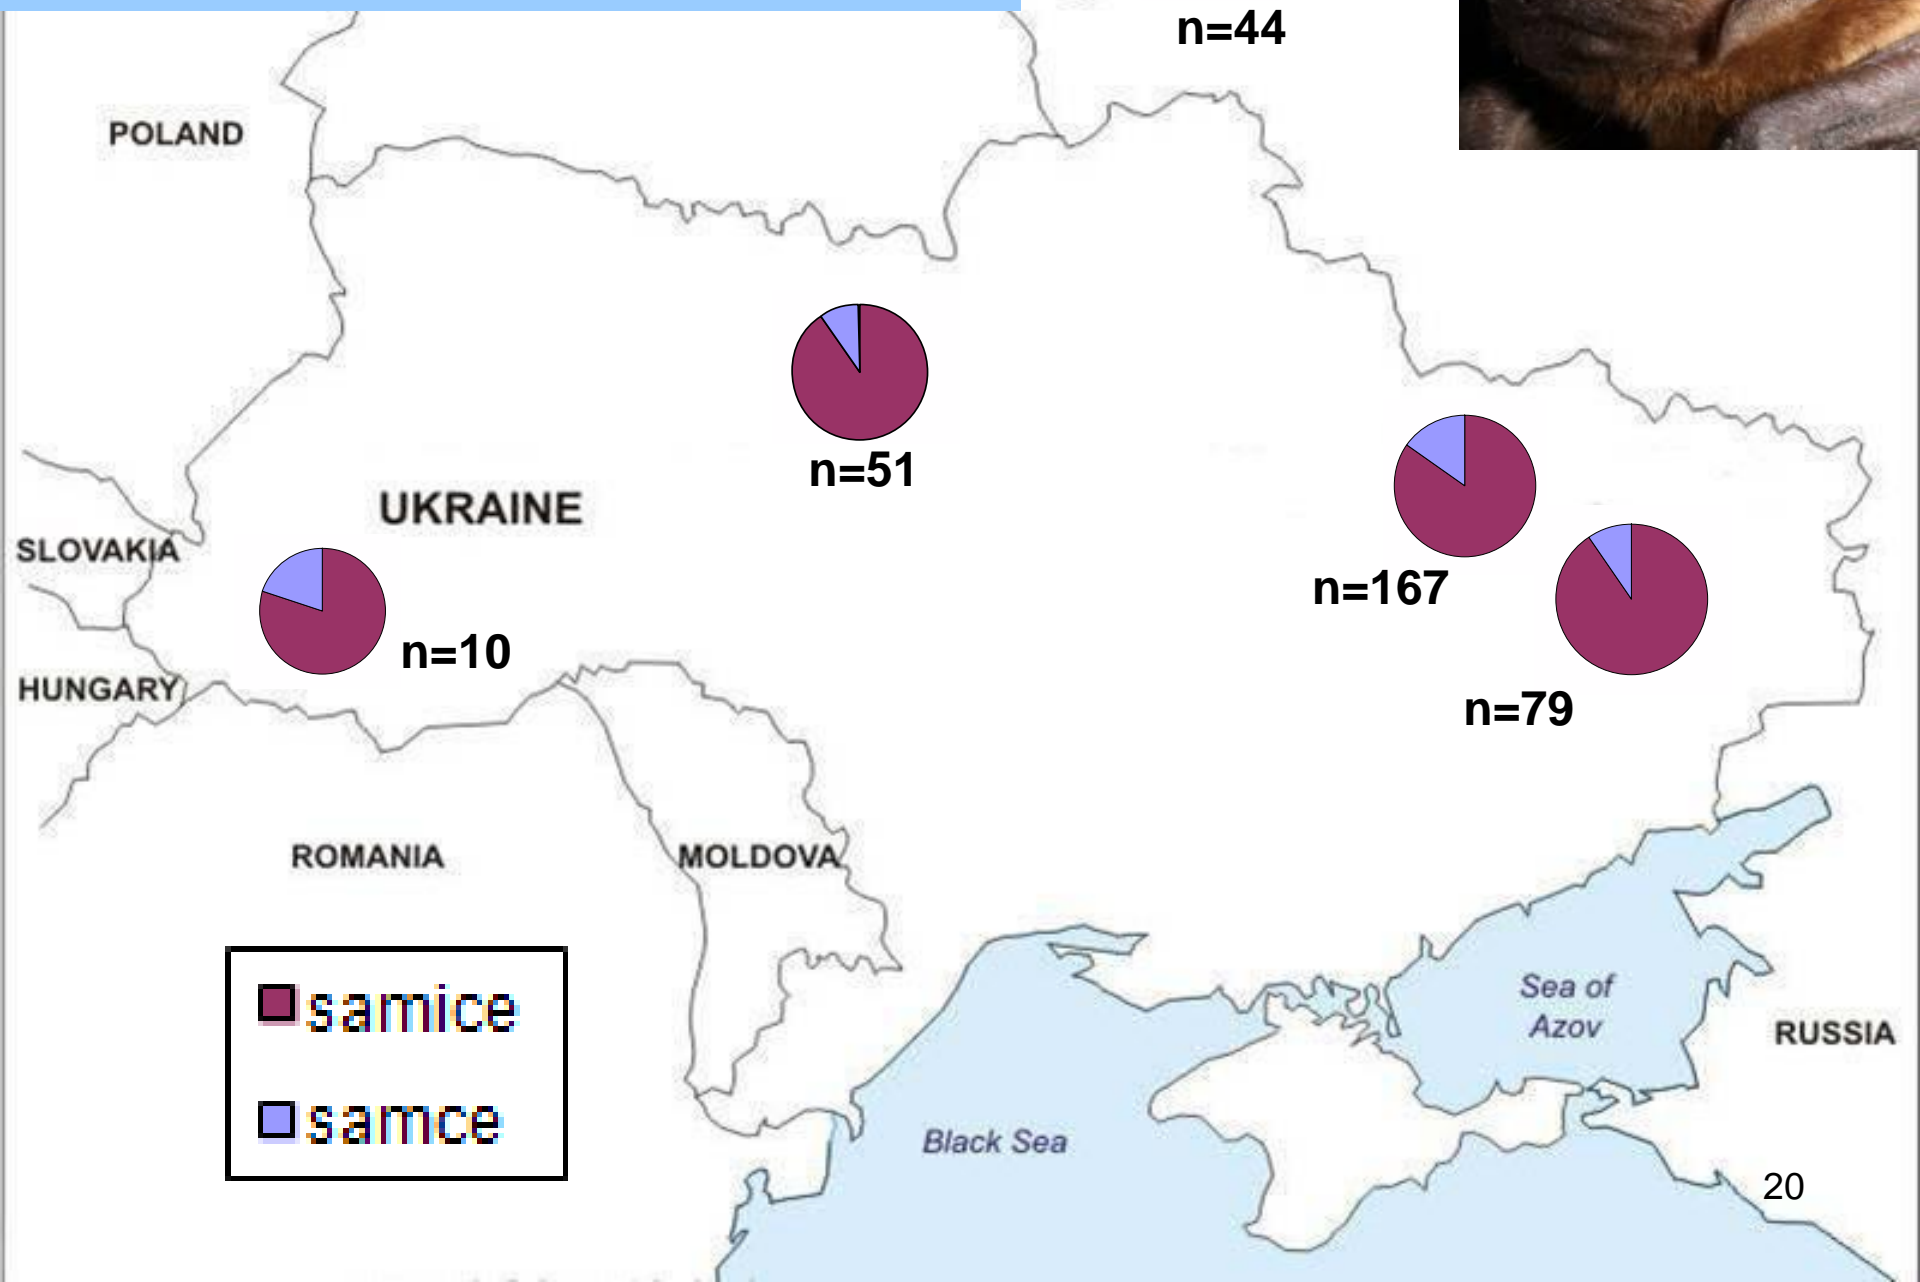 n=44
POLAND
n=51
UKRAINE
SLOVAKIA
n=167
n=10
HUNGARY
n=79
ROMANIA
MOLDOVA
samice
samce
Sea of
Azov
RUSSIA
Black Sea
20